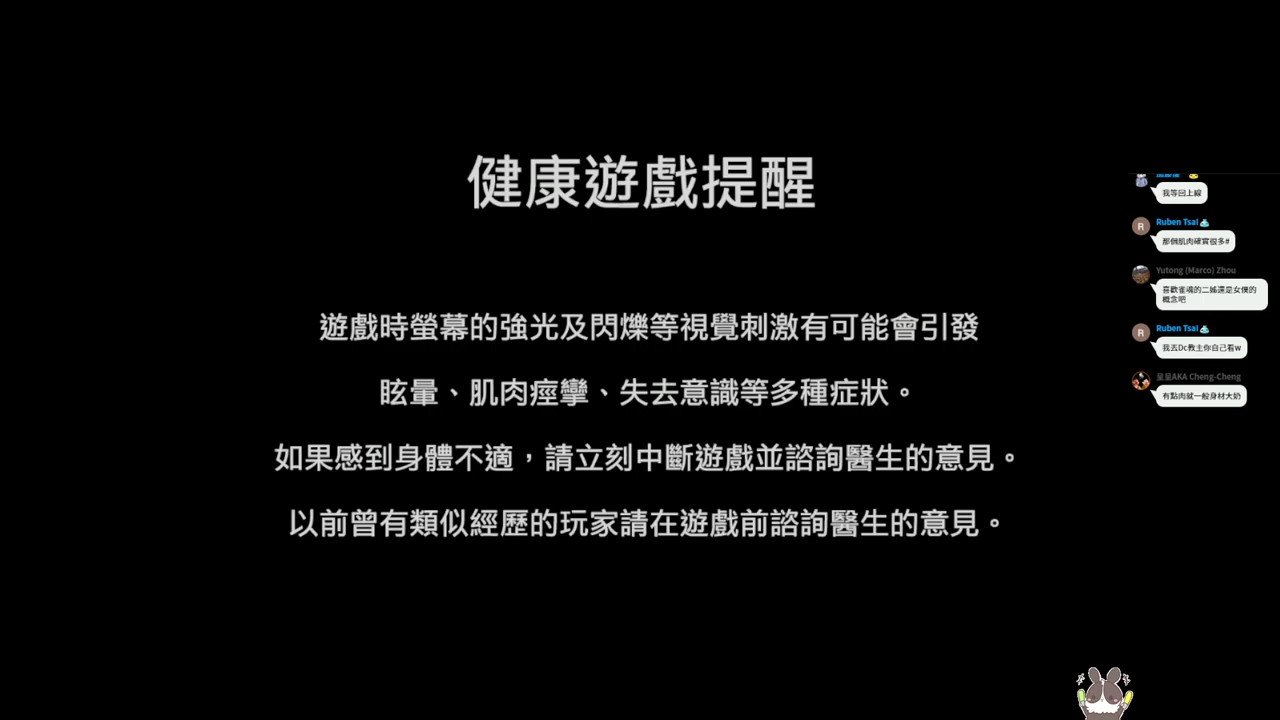 健康遊戲提醒
遊戲時螢幕的強光及閃爍等視覺刺激有可能會引發
眩暈、肌肉痙攣、失去意識等多種症狀。
如果感到身體不適，請立刻中斷遊戲並諮詢醫生的意見。
以前曾有類似經歷的玩家請在遊戲前諮詢醫生的意見。
我等回上線
Ruben Tsai
那個肌肉確實很多#
Yutong (Marco) Zhou
喜歡雀魂的二姊還是女僕的
概念吧
Ruben Tsai
我丟Dc教主你自己看w
呈呈AKA Cheng-Cheng
有點肉就一般身材大奶